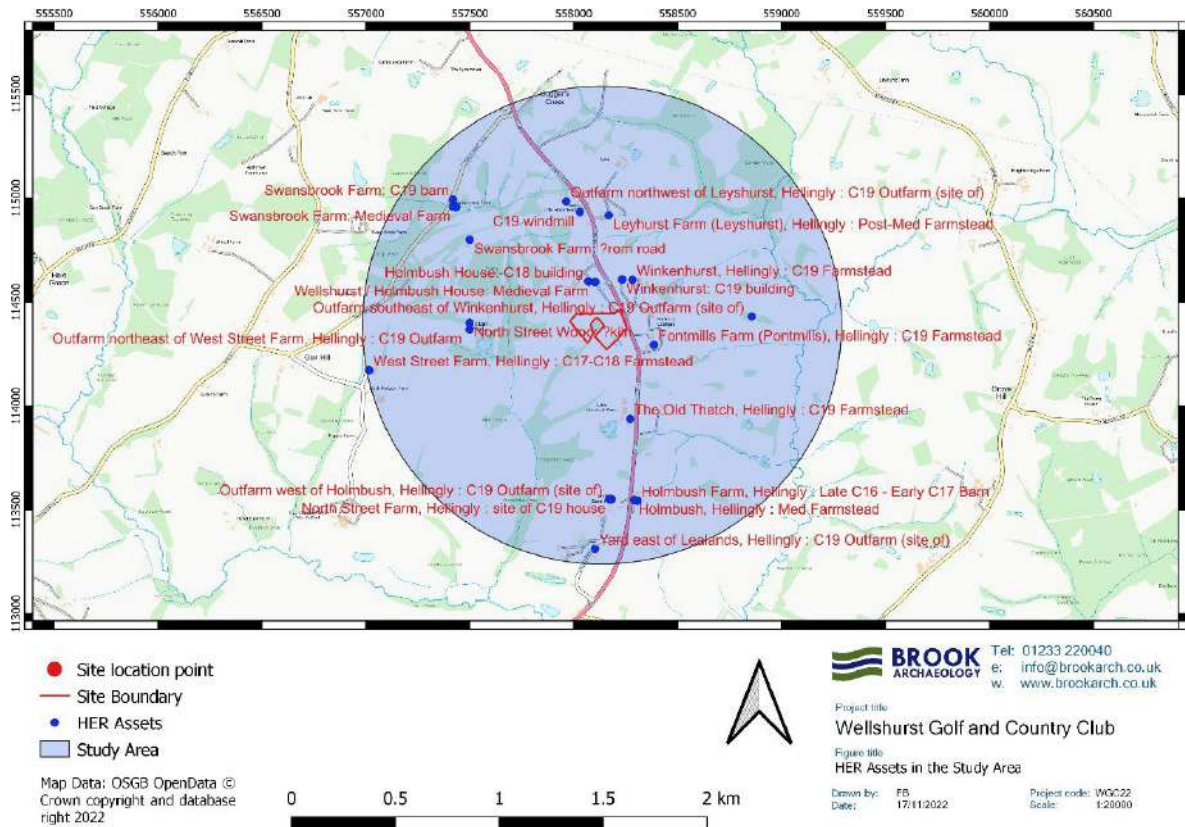 555500 556000 556500 557000 557500 558000 558500 559000 559500 560000 560500
115500
115000
114500
114000
113500
113000
Swansbrook Farm: C19 barn
Outfarm northwest of Leyshurst, Hellingly : C19 Outfarm (site of)
Swansbrook Farm: Medieval Farm
C19 windmill
Leyhurst Farm (Leyshurst), Hellingly : Post-Med Farmstead
Swansbrook Farm: ?rom road
Holmbush House:-C18 building
Winkenhurst, Hellingly : C19 Farmstead
Wellshurst / Holmbush House: Medieval Farm
Winkenhurst: C19 building
Outfarm southeast of Winkenhurst, Hellingly : C19 Outfarm (site of)
North Street Wood: ?kiln
Outfarm northeast of West Street Farm, Hellingly : C19 Outfarm
Fontmills Farm (Pontmills), Hellingly : C19 Farmstead
West Street Farm, Hellingly : C17-C18 Farmstead
The Old Thatch, Hellingly : C19 Farmstead
Outfarm west of Holmbush, Hellingly : C19 Outfarm (site of)
Holmbush Farm, Hellingly : Late C16 - Early C17 Barn
North Street Farm, Hellingly : site of C19 house
Holmbush, Hellingly : Med Farmstead
Yard east of Lealands, Hellingly : C19 Outfarm (site of)
Site location point
Site Boundary
HER Assets
Study Area
Map Data: OSGB OpenData ©
Crown copyright and database
right 2022
0 0.5 1 1.5 2 km
BROOK
ARCHAEOLOGY
Tel: 01233 220040
e: info@brookarch.co.uk
w. www.brookarch.co.uk
Project title
Wellshurst Golf and Country Club
Figure title
HER Assets in the Study Area
Drawn by: FB
Project code: WGC22
Date: 17/11/2022
Scale: 1:20000